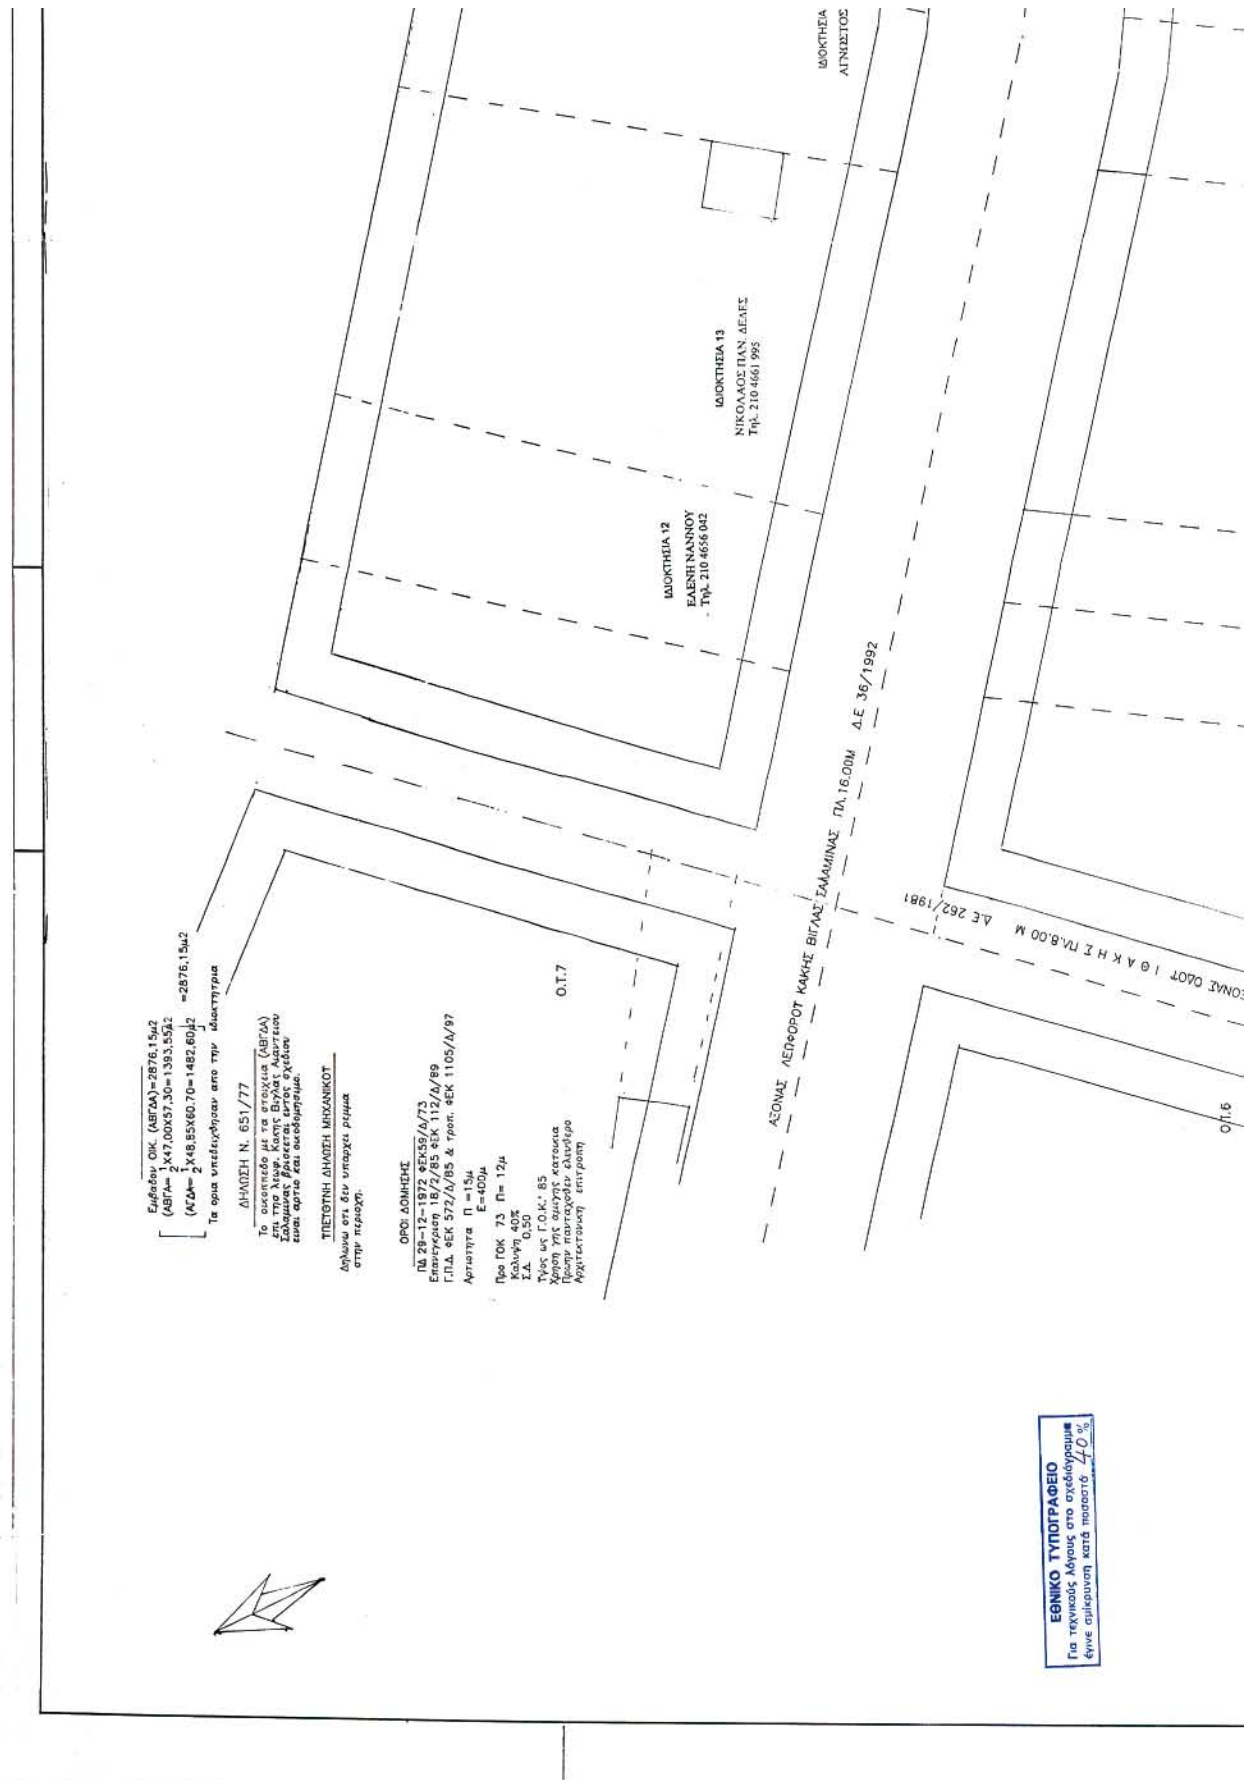 Εμβαδον ΟΙΚ. (ΑΒΓΔΑ)=2876,15μ2
(ΑΒΓΑ= 1/2 Χ47,00Χ57,30=1393,55μ2
(ΑΓΔΑ= 1/2 Χ48,85Χ60,70=1482,60μ2
=2876,15μ2
Τα ορια υπεδειχθησαν απο την ιδιοκτητρια
ΔΗΛΩΣΗ Ν. 651/77
Το οικοπεδο με τα στοιχεια (ΑΒΓΔΑ)
επι της λεωφ. Κακης Βιγλας Αιαντειου
Σαλαμινας βρισκεται εντος σχεδιου
ειναι αρτιο και οικοδομησιμο.
ΥΠΕΥΘΥΝΗ ΔΗΛΩΣΗ ΜΗΧΑΝΙΚΟΥ
Δηλωνω οτι δεν υπαρχει ρεμμα
στην περιοχη.
ΟΡΟΙ ΔΟΜΗΣΗΣ
ΠΔ 29-12-1972 ΦΕΚ59/Δ/73
Επανεγκριση 18/2/85 ΦΕΚ 112/Δ/89
Γ.Π.Δ. ΦΕΚ 572/Δ/85 & τροπ. ΦΕΚ 1105/Δ/97
Αρτιοτητα Π =15μ
Ε=400μ
Προ ΓΟΚ 73 Π= 12μ
Καλυψη 40%
Σ.Δ. 0,50
Υψος ως Γ.Ο.Κ.' 85
Χρηση γης αμιγης κατοικια
Πρωην πανταχοθεν ελευθερο
Αρχιτεκτονικη επιτροπη
Ο.Τ.7
ΙΔΙΟΚΤΗΣΙΑ 12
ΕΛΕΝΗ ΝΑΝΝΟΥ
Τηλ. 210 4656 042
ΙΔΙΟΚΤΗΣΙΑ 13
ΝΙΚΟΛΑΟΣ ΠΑΝ. ΔΕΛΕΣ
Τηλ. 210 4661 995
ΙΔΙΟΚΤΗΣΙΑ
ΑΓΝΩΣΤΟΣ
ΑΞΟΝΑΣ ΛΕΩΦΟΡΟΥ ΚΑΚΗΣ ΒΙΓΛΑΣ ΣΑΛΑΜΙΝΑΣ ΠΛ.16.00Μ Δ.Ε 36/1992
ΞΟΝΑΣ ΟΔΟΥ ΙΘΑΚΗΣ ΠΛ.8.00 Μ Δ.Ε 262/1981
Ο.Τ.6
ΕΘΝΙΚΟ ΤΥΠΟΓΡΑΦΕΙΟ
Για τεχνικούς λόγους στο σχεδιάγραμμα
έγινε σμίκρυνση κατά ποσοστό 40%